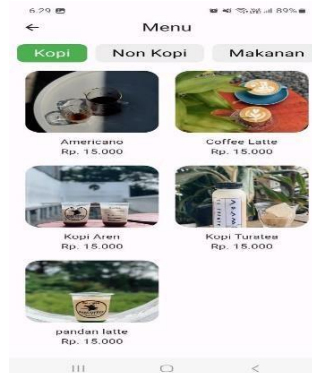 6:29
89%
← Menu
Kopi Non Kopi Makanan
Americano
Rp. 15.000
Coffee Latte
Rp. 15.000
Kopi Aren
Rp. 15.000
Kopi Turatea
Rp. 15.000
pandan latte
Rp. 15.000